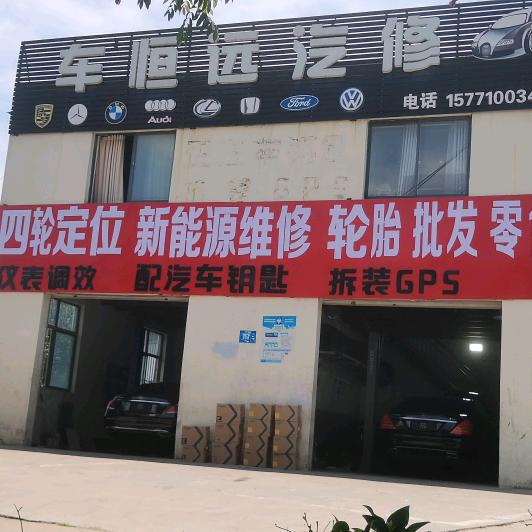 车恒远汽修
Audi
Ford
电话 157710034
四轮定位 新能源维修 轮胎 批发 零
仪表调效 配汽车钥匙 拆装GPS